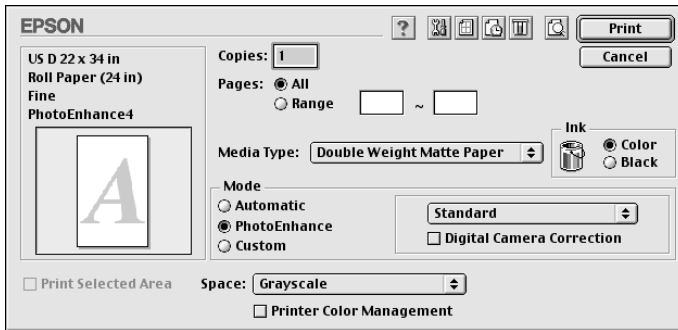 EPSON
? Print
US D 22 x 34 in
Roll Paper (24 in)
Fine
PhotoEnhance4
A
Copies: 1
Cancel
Pages: All
Range ~
Media Type: Double Weight Matte Paper
Ink
Color
Black
Mode
Automatic
PhotoEnhance
Custom
Standard
Digital Camera Correction
Print Selected Area
Space: Grayscale
Printer Color Management